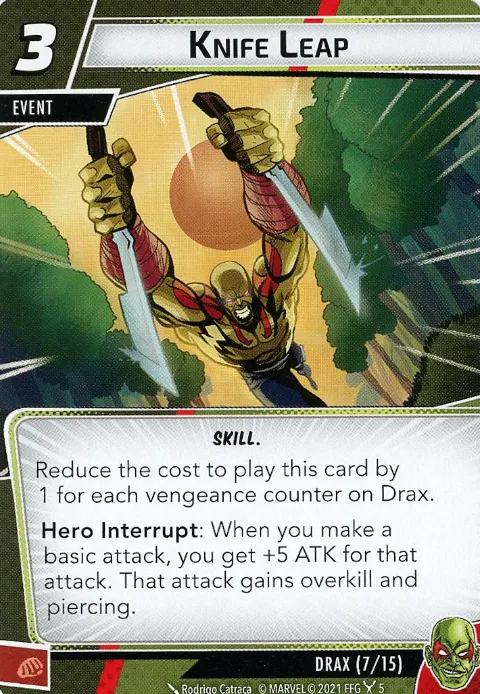 3
KNIFE LEAP
EVENT
SKILL.
Reduce the cost to play this card by
1 for each vengeance counter on Drax.
Hero Interrupt: When you make a
basic attack, you get +5 ATK for that
attack. That attack gains overkill and
piercing.
DRAX (7/15)
Rodrigo Catraca © MARVEL © 2021 FFG 5